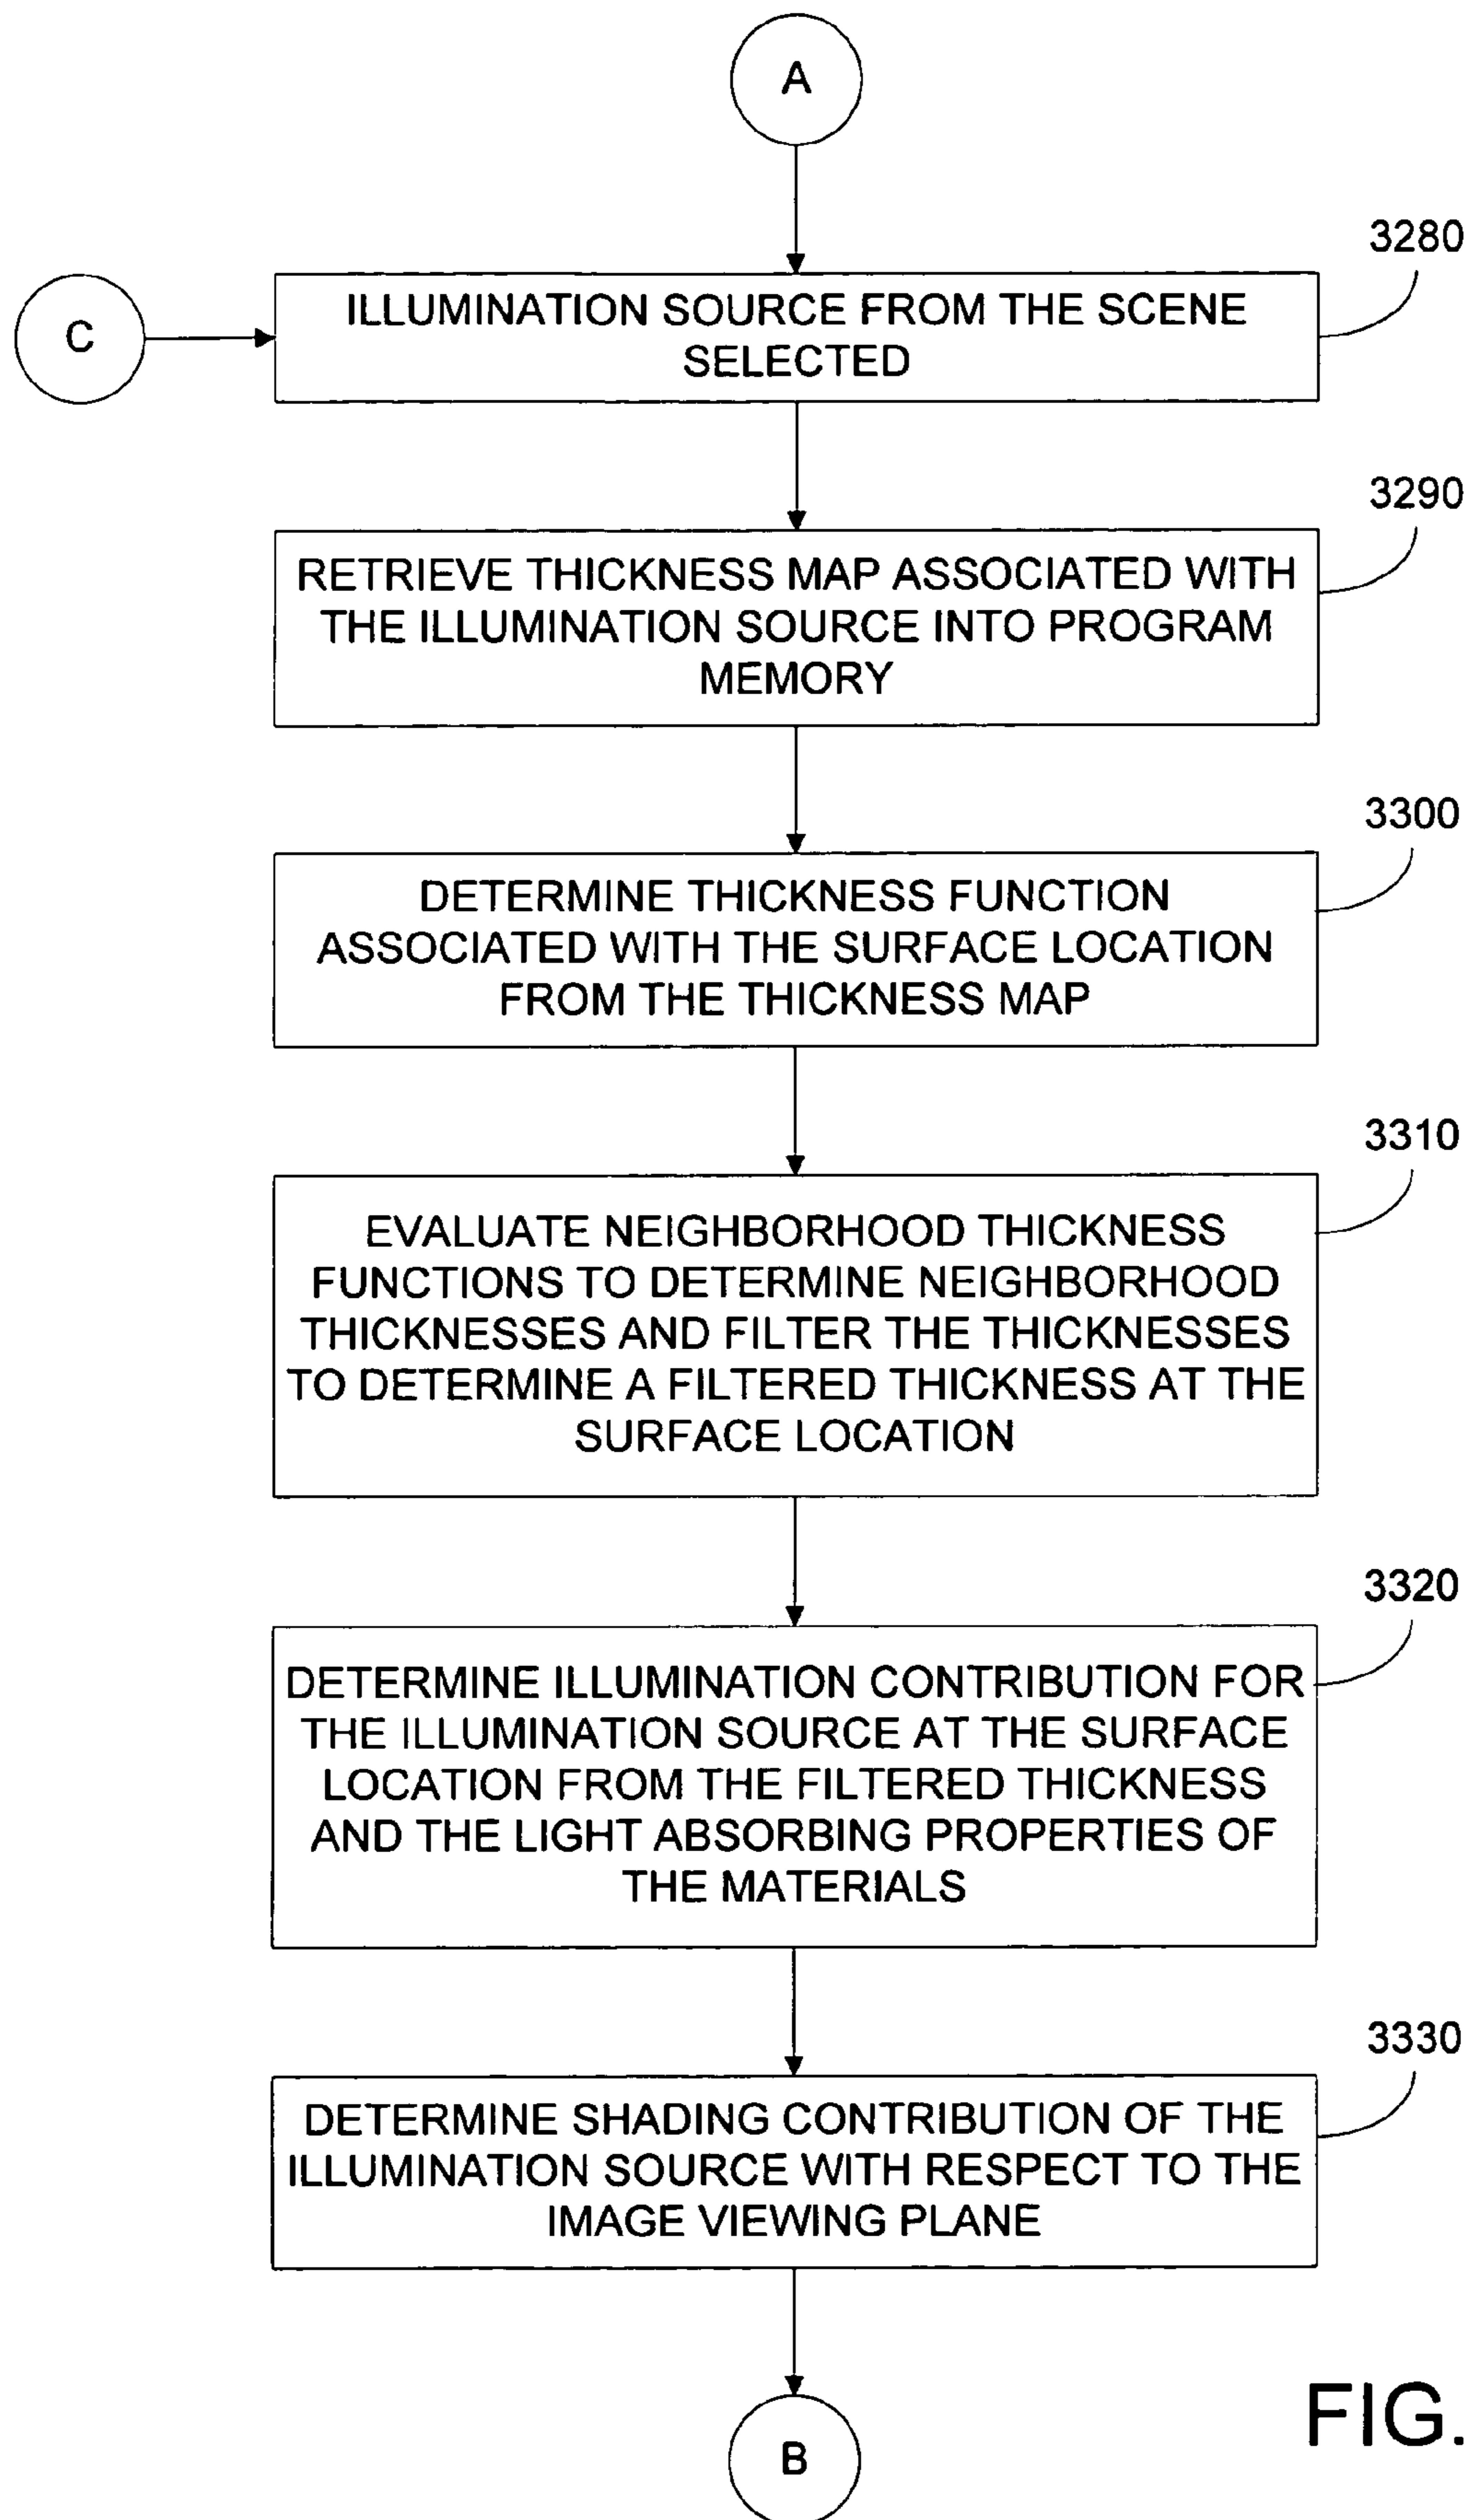 A
3280
C
ILLUMINATION SOURCE FROM THE SCENE
SELECTED
3290
RETRIEVE THICKNESS MAP ASSOCIATED WITH
THE ILLUMINATION SOURCE INTO PROGRAM
MEMORY
3300
DETERMINE THICKNESS FUNCTION
ASSOCIATED WITH THE SURFACE LOCATION
FROM THE THICKNESS MAP
3310
EVALUATE NEIGHBORHOOD THICKNESS
FUNCTIONS TO DETERMINE NEIGHBORHOOD
THICKNESSES AND FILTER THE THICKNESSES
TO DETERMINE A FILTERED THICKNESS AT THE
SURFACE LOCATION
3320
DETERMINE ILLUMINATION CONTRIBUTION FOR
THE ILLUMINATION SOURCE AT THE SURFACE
LOCATION FROM THE FILTERED THICKNESS
AND THE LIGHT ABSORBING PROPERTIES OF
THE MATERIALS
3330
DETERMINE SHADING CONTRIBUTION OF THE
ILLUMINATION SOURCE WITH RESPECT TO THE
IMAGE VIEWING PLANE
FIG.
B